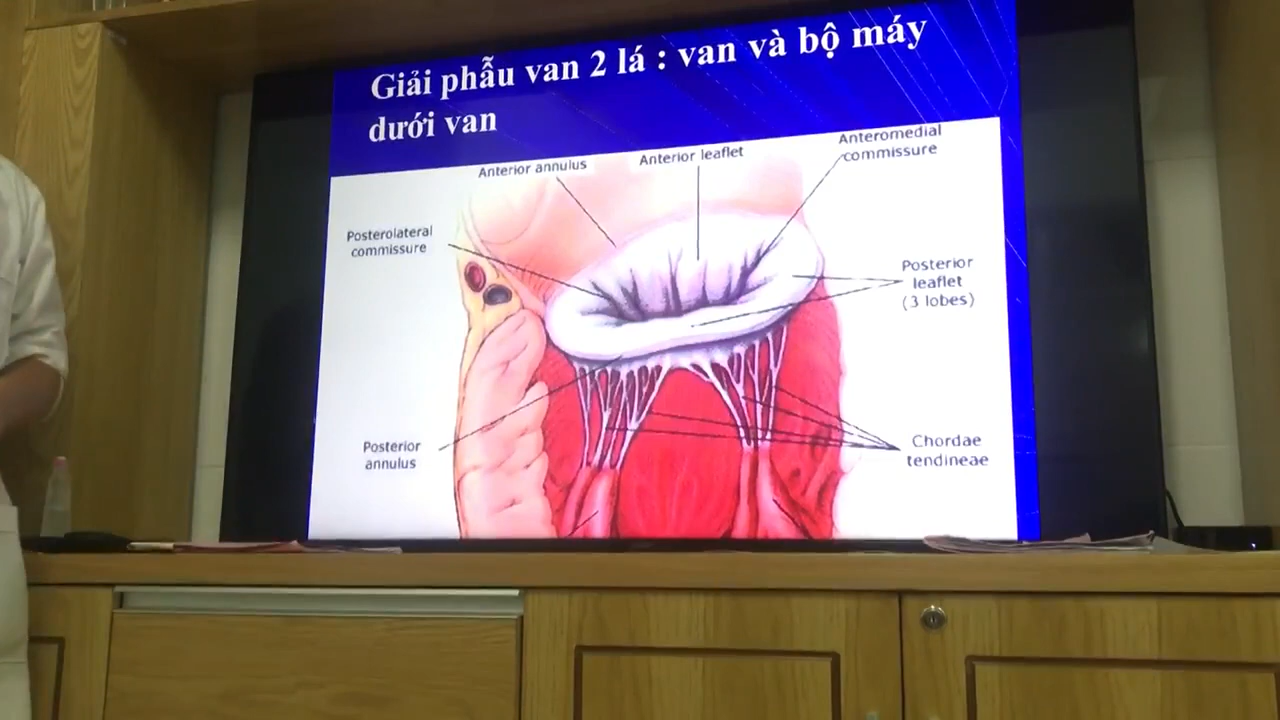 Giải phẫu van 2 lá : van và bộ máy
dưới van
Anterior annulus
Anterior leaflet
Anteromedial
commissure
Posterolateral
commissure
Posterior
leaflet
(3 lobes)
Posterior
annulus
Chordae
tendineae